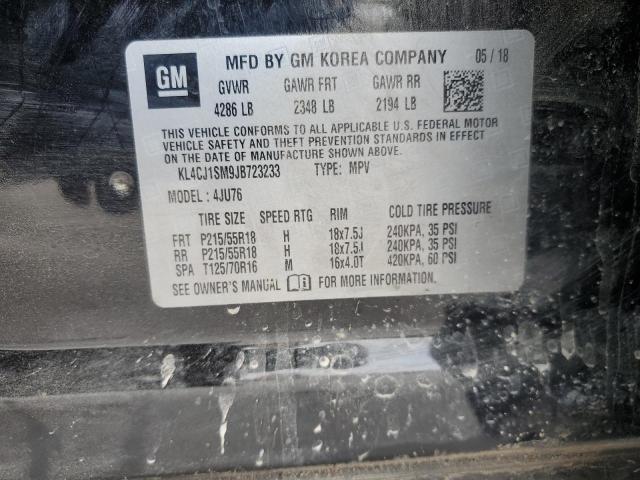 GM
MFD BY GM KOREA COMPANY 05 / 18
GVWR GAWR FRT GAWR RR
4286 LB 2348 LB 2194 LB
THIS VEHICLE CONFORMS TO ALL APPLICABLE U.S. FEDERAL MOTOR
VEHICLE SAFETY AND THEFT PREVENTION STANDARDS IN EFFECT
ON THE DATE OF MANUFACTURE SHOWN ABOVE.
KL4CJ1SM9JB723233 TYPE: MPV
MODEL : 4JU76
TIRE SIZE SPEED RTG RIM COLD TIRE PRESSURE
FRT P215/55R18 H 18x7.5J 240KPA, 35 PSI
RR P215/55R18 H 18x7.5J 240KPA, 35 PSI
SPA T125/70R16 M 16x4.0T 420KPA, 60 PSI
SEE OWNER'S MANUAL FOR MORE INFORMATION.